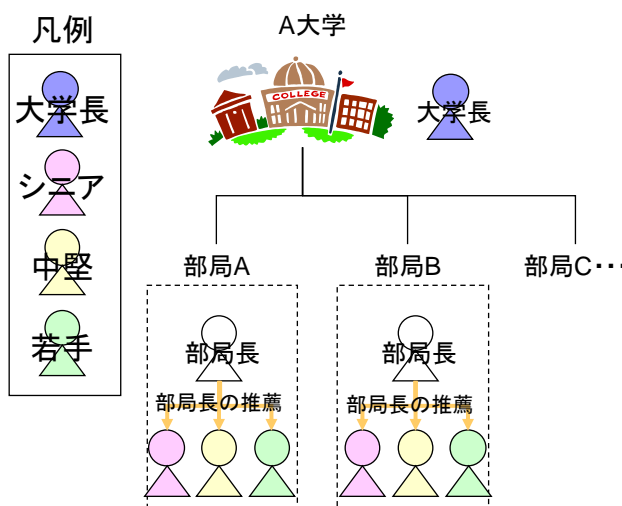 凡例
大学長
シニア
中堅
若手
A大学
COLLEGE
大学長
部局A
部局B
部局C・・・
部局長
部局長
部局長の推薦
部局長の推薦